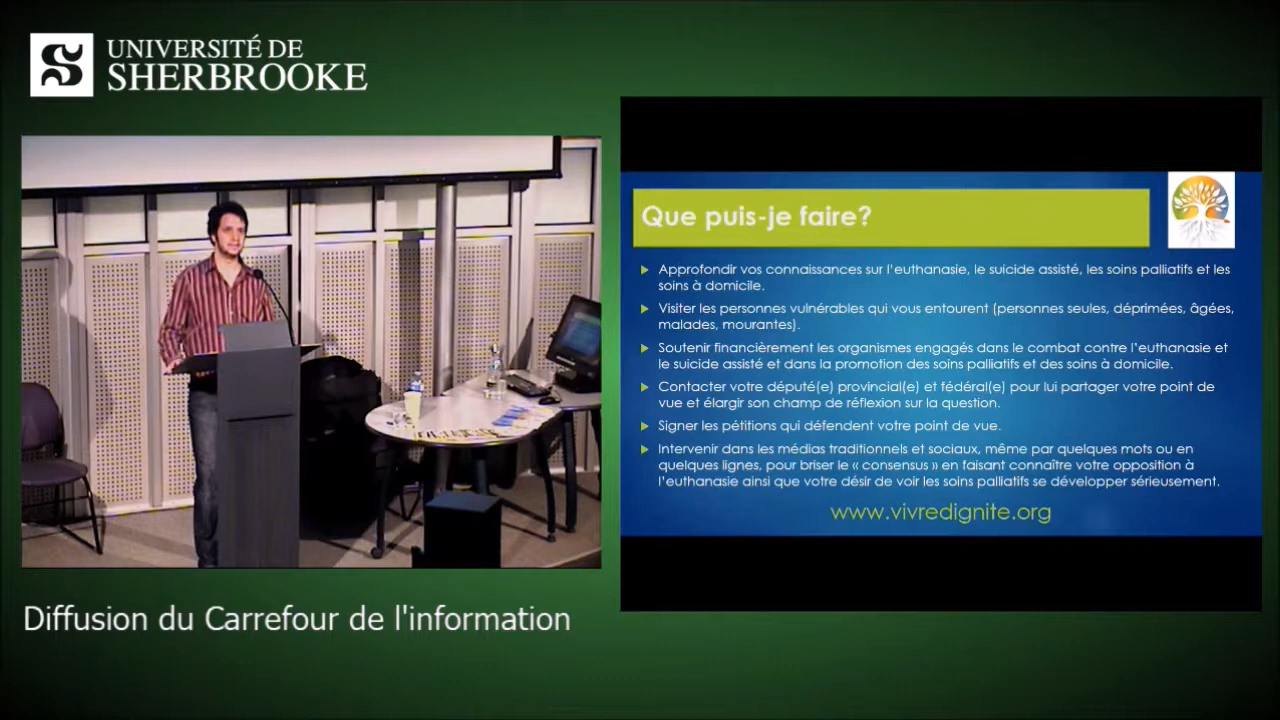 UNIVERSITÉ DE
SHERBROOKE
Que puis-je faire?
Approfondir vos connaissances sur l'euthanasie, le suicide assisté, les soins palliatifs et les
soins à domicile.
Visiter les personnes vulnérables qui vous entourent (personnes seules, déprimées, âgées,
malades, mourantes).
Soutenir financièrement les organismes engagés dans le combat contre l'euthanasie et
le suicide assisté et dans la promotion des soins palliatifs et des soins à domicile.
Contacter votre député(e) provincial(e) et fédéral(e) pour lui partager votre point de
vue et élargir son champ de réflexion sur la question.
Signer les pétitions qui défendent votre point de vue.
Intervenir dans les médias traditionnels et sociaux, même par quelques mots ou en
quelques lignes, pour briser le « consensus » en faisant connaître votre opposition à
l'euthanasie ainsi que votre désir de voir les soins palliatifs se développer sérieusement.
www.vivredignite.org
Diffusion du Carrefour de l'information